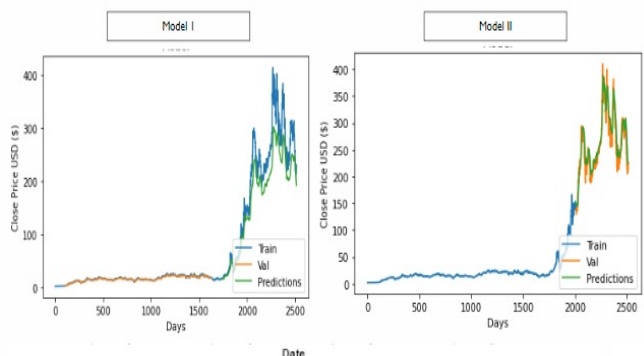 Model I
Model II
Close Price USD ($)
400
300
200
100
0
Train
Val
Predictions
0
500
1000
1500
2000
2500
Days
Close Price USD ($)
400
350
300
250
200
150
100
50
0
Train
Val
Predictions
0
500
1000
1500
2000
2500
Days
Date